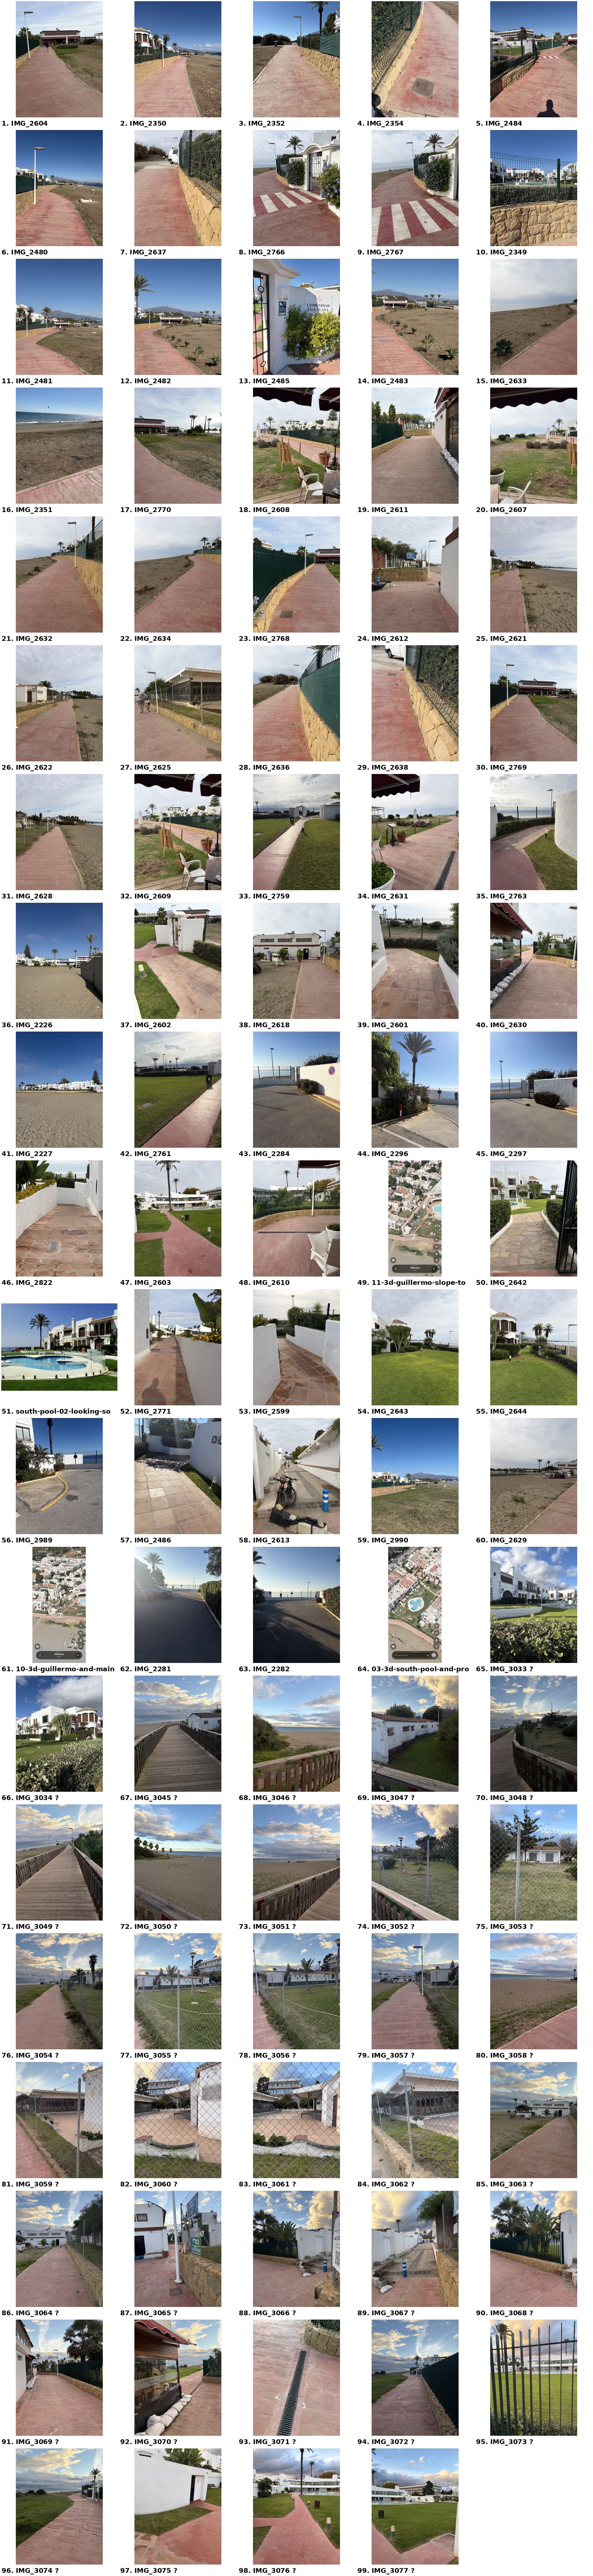 1. IMG_2604
2. IMG_2350
3. IMG_2352
4. IMG_2354
5. IMG_2484
6. IMG_2480
7. IMG_2637
8. IMG_2766
9. IMG_2767
10. IMG_2349
11. IMG_2481
12. IMG_2482
13. IMG_2485
14. IMG_2483
15. IMG_2633
16. IMG_2351
17. IMG_2770
18. IMG_2608
19. IMG_2611
20. IMG_2607
21. IMG_2632
22. IMG_2634
23. IMG_2768
24. IMG_2612
25. IMG_2621
26. IMG_2622
27. IMG_2625
28. IMG_2636
29. IMG_2638
30. IMG_2769
31. IMG_2628
32. IMG_2609
33. IMG_2759
34. IMG_2631
35. IMG_2763
36. IMG_2226
37. IMG_2602
38. IMG_2618
39. IMG_2601
40. IMG_2630
41. IMG_2227
42. IMG_2761
43. IMG_2284
44. IMG_2296
45. IMG_2297
46. IMG_2822
47. IMG_2603
48. IMG_2610
49. 11-3d-guillermo-slope-to
50. IMG_2642
51. south-pool-02-looking-so
52. IMG_2771
53. IMG_2599
54. IMG_2643
55. IMG_2644
56. IMG_2989
57. IMG_2486
58. IMG_2613
59. IMG_2990
60. IMG_2629
61. 10-3d-guillermo-and-main
62. IMG_2281
63. IMG_2282
64. 03-3d-south-pool-and-pro
65. IMG_3033 ?
66. IMG_3034 ?
67. IMG_3045 ?
68. IMG_3046 ?
69. IMG_3047 ?
70. IMG_3048 ?
71. IMG_3049 ?
72. IMG_3050 ?
73. IMG_3051 ?
74. IMG_3052 ?
75. IMG_3053 ?
76. IMG_3054 ?
77. IMG_3055 ?
78. IMG_3056 ?
79. IMG_3057 ?
80. IMG_3058 ?
81. IMG_3059 ?
82. IMG_3060 ?
83. IMG_3061 ?
84. IMG_3062 ?
85. IMG_3063 ?
86. IMG_3064 ?
87. IMG_3065 ?
88. IMG_3066 ?
89. IMG_3067 ?
90. IMG_3068 ?
91. IMG_3069 ?
92. IMG_3070 ?
93. IMG_3071 ?
94. IMG_3072 ?
95. IMG_3073 ?
96. IMG_3074 ?
97. IMG_3075 ?
98. IMG_3076 ?
99. IMG_3077 ?